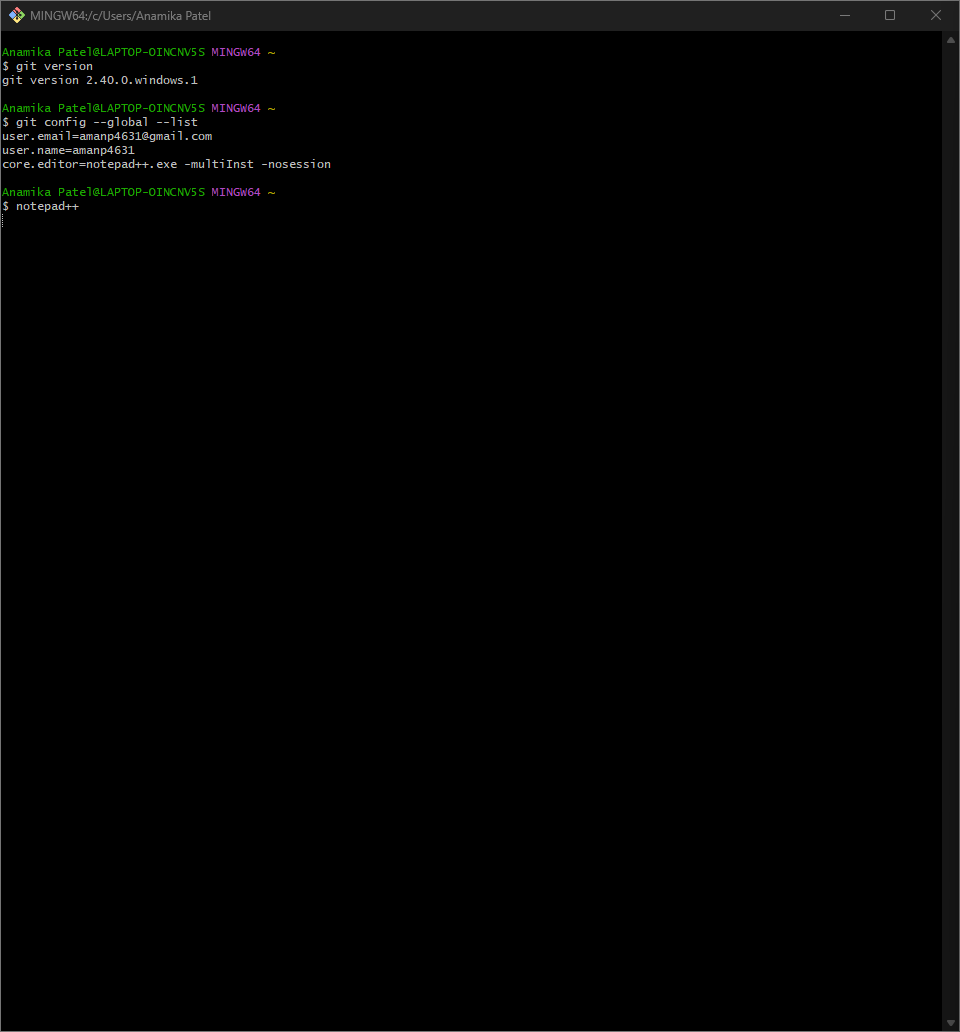 MINGW64:/c/Users/Anamika Patel
Anamika Patel@LAPTOP-OINCNV5S MINGW64 ~
$ git version
git version 2.40.0.windows.1
Anamika Patel@LAPTOP-OINCNV5S MINGW64 ~
$ git config --global --list
user.email=amanp4631@gmail.com
user.name=amanp4631
core.editor=notepad++.exe -multiInst -nosession
Anamika Patel@LAPTOP-OINCNV5S MINGW64 ~
$ notepad++